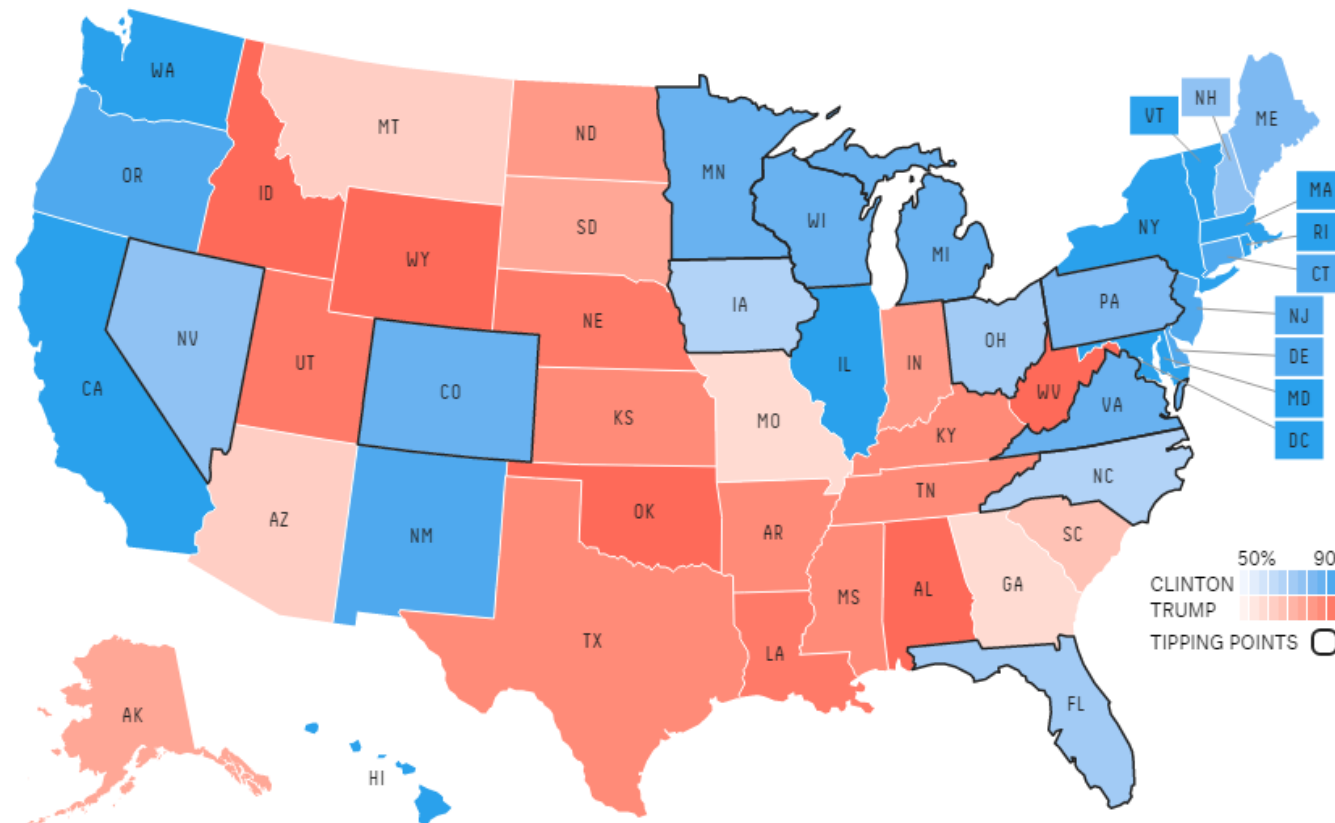 WA
MT
ND
MN
VT
NH
ME
OR
ID
SD
WI
MI
NY
MA
RI
CT
WY
IA
PA
NJ
NV
UT
NE
CO
IL
IN
OH
DE
MD
DC
CA
KS
MO
KY
WV
VA
AZ
NM
OK
AR
TN
NC
SC
TX
LA
MS
AL
GA
FL
AK
HI
50% 90
CLINTON
TRUMP
TIPPING POINTS